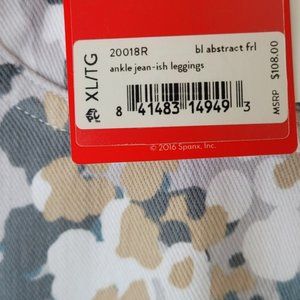 XL/TG
20018R bl abstract frl
ankle jean-ish leggings
8 41483 14949 3
MSRP $108.00
© 2016 Spanx, Inc.